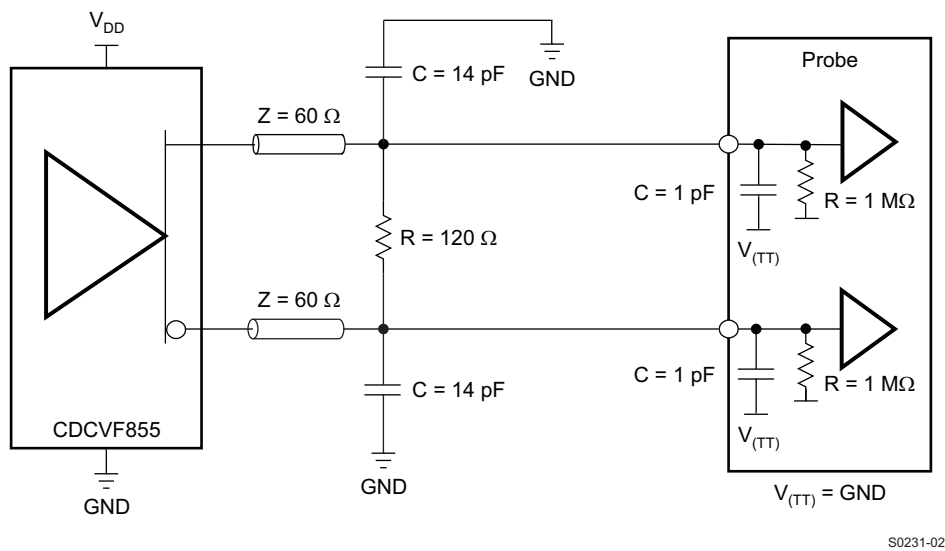 V_DD
C = 14 pF
GND
Probe
Z = 60 Ω
C = 1 pF
R = 1 MΩ
V_(TT)
R = 120 Ω
Z = 60 Ω
C = 14 pF
C = 1 pF
R = 1 MΩ
V_(TT)
CDCVF855
GND
GND
V_(TT) = GND
S0231-02